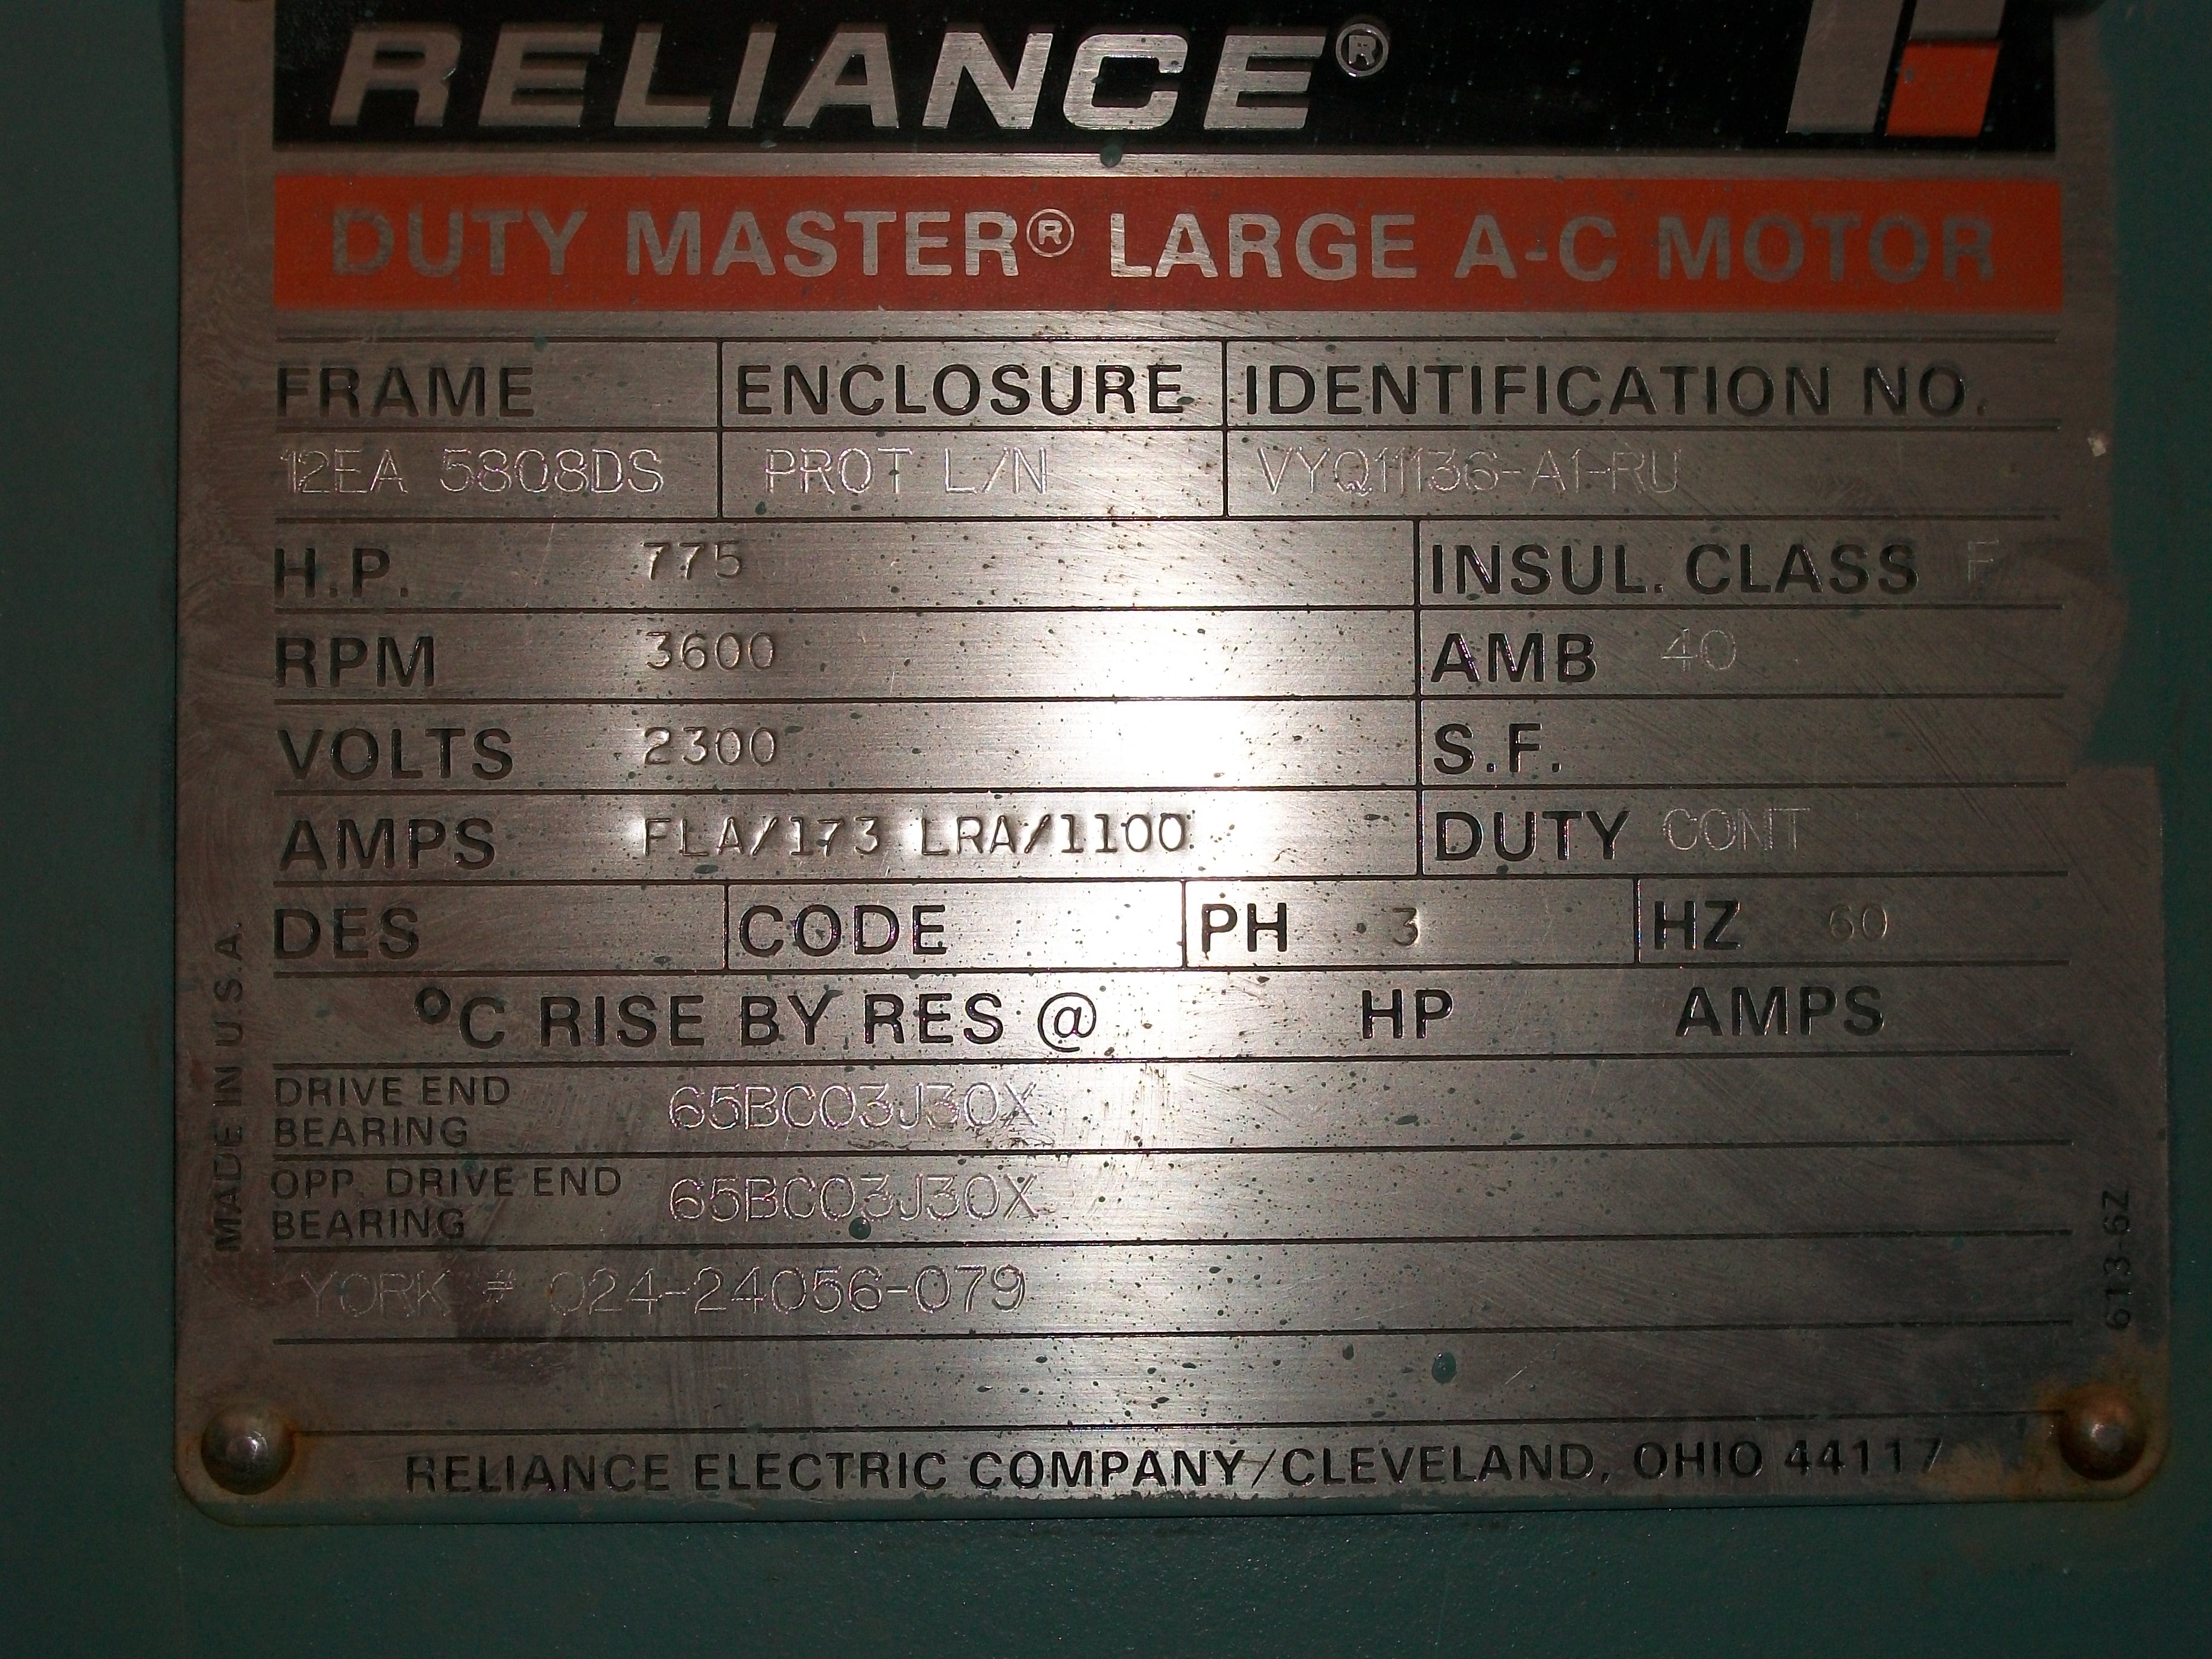 RELIANCE®
DUTY MASTER® LARGE A-C MOTOR
FRAME ENCLOSURE IDENTIFICATION NO.
12EA 5808DS PROT L/N VYQ11136-A1-RU
H.P. 775 INSUL. CLASS F
RPM 3600 AMB 40
VOLTS 2300 S.F.
AMPS FLA/173 LRA/1100 DUTY CONT
DES CODE PH 3 HZ 60
°C RISE BY RES @ HP AMPS
DRIVE END
BEARING 65BC03J30X
OPP. DRIVE END
BEARING 65BC03J30X
YORK # 024-24056-079
RELIANCE ELECTRIC COMPANY/CLEVELAND, OHIO 44117
MADE IN U.S.A.
613-6Z